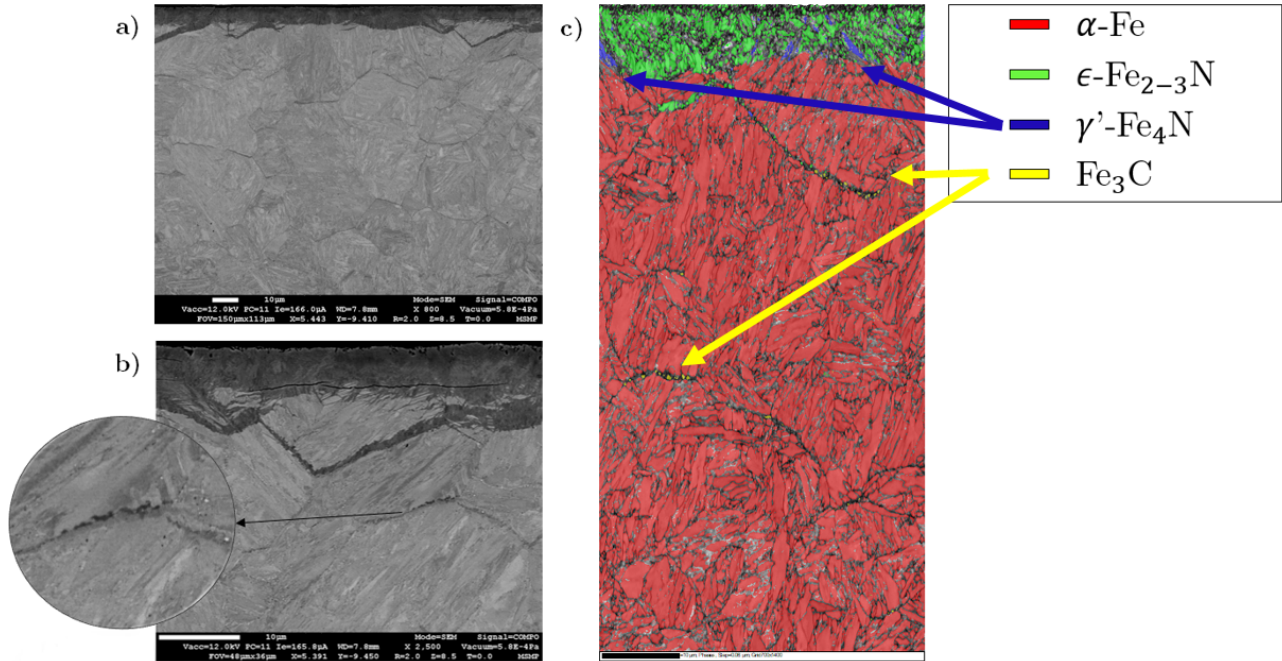 a)
10μm Mode=SEM Signal=COMPO
Vacc=12.0kV PC=11 Ie=166.0μA WD=7.8mm X 800 Vacuum=5.8E-4Pa
FOV=150μmx113μm X=5.443 Y=-9.410 R=2.0 Z=8.5 T=0.0 MSMP
b)
10μm Mode=SEM Signal=COMPO
Vacc=12.0kV PC=11 Ie=165.8μA WD=7.8mm X 2,500 Vacuum=5.8E-4Pa
FOV=48μmx36μm X=5.391 Y=-9.450 R=2.0 Z=8.5 T=0.0 MSMP
c)
α-Fe
ϵ-Fe₂₋₃N
γ'-Fe₄N
Fe₃C